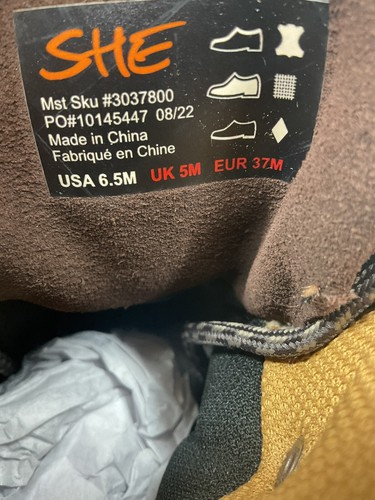 SHE
Mst Sku #3037800
PO#10145447 08/22
Made in China
Fabriqué en Chine
USA 6.5M UK 5M EUR 37M